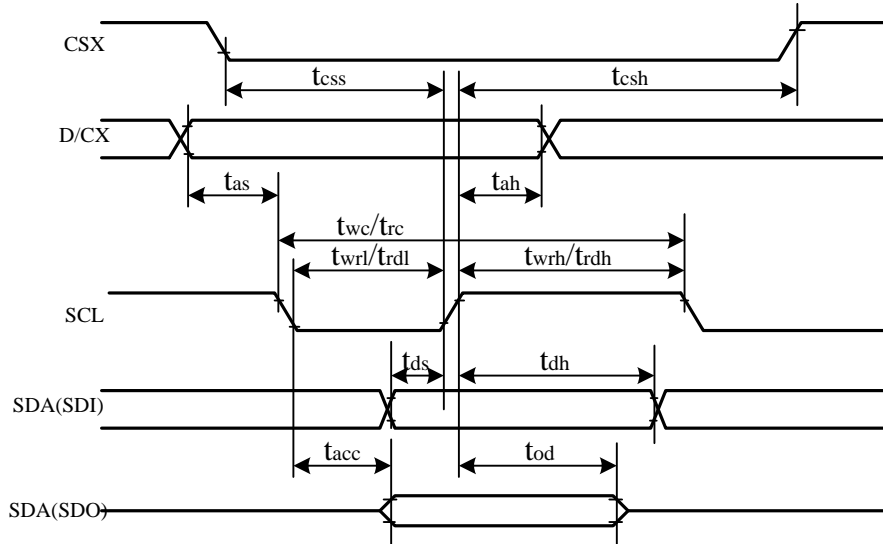 CSX
tcss
tcsh
D/CX
tas
tah
twc/trc
twrl/trdl
twrh/trdh
SCL
tds
tdh
SDA(SDI)
tacc
tod
SDA(SDO)